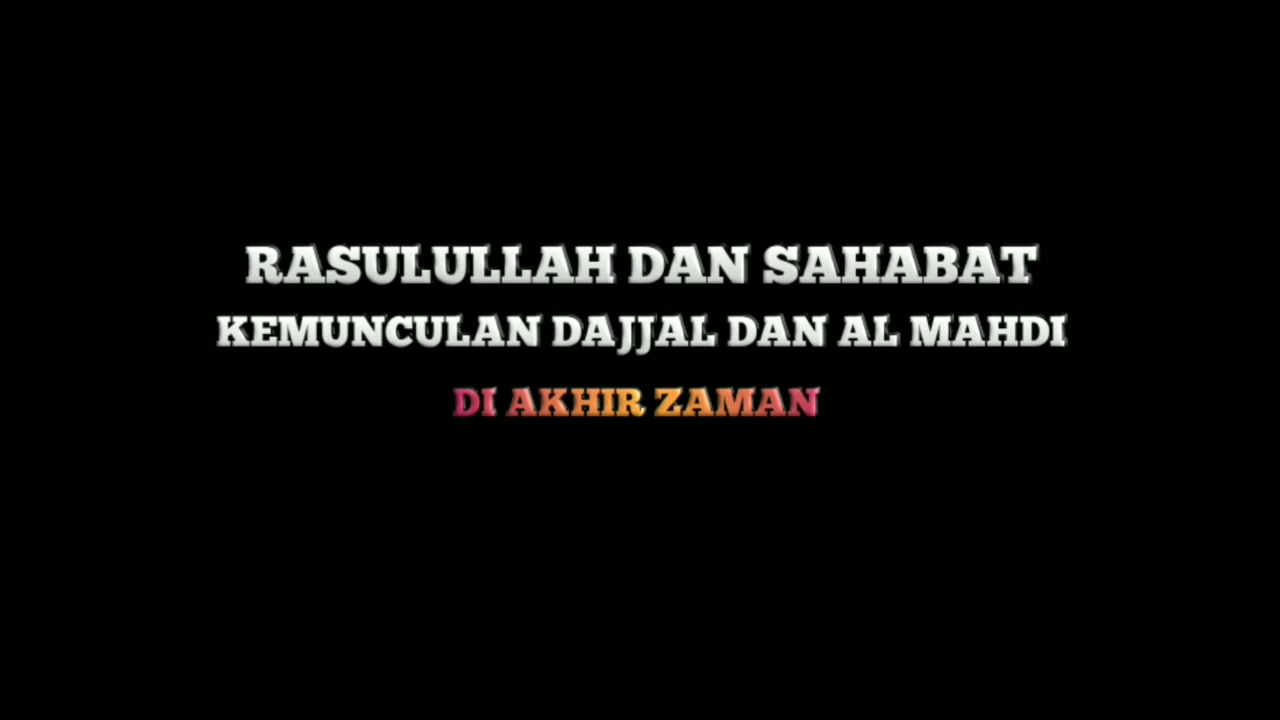 RASULULLAH DAN SAHABAT
KEMUNCULAN DAJJAL DAN AL MAHDI
DI AKHIR ZAMAN